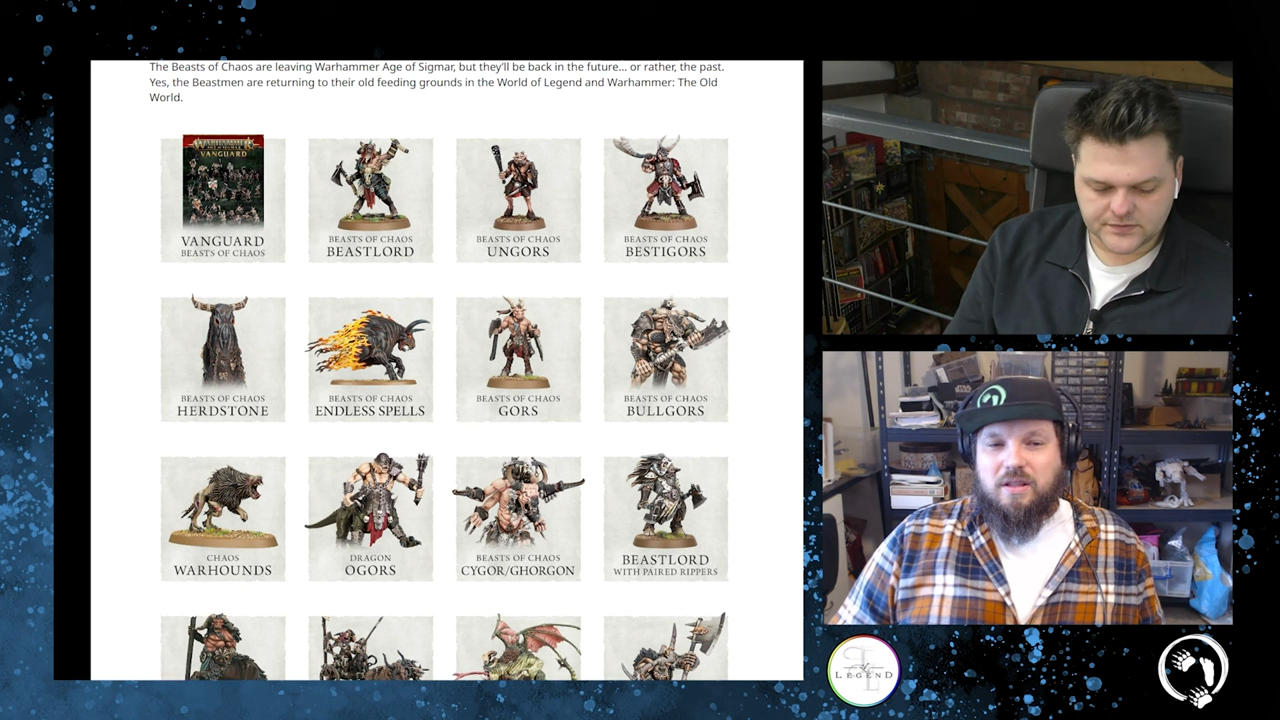 The Beasts of Chaos are leaving Warhammer Age of Sigmar, but they'll be back in the future... or rather, the past.
Yes, the Beastmen are returning to their old feeding grounds in the World of Legend and Warhammer: The Old
World.
WARHAMMER
VANGUARD
VANGUARD
BEASTS OF CHAOS
BEASTS OF CHAOS
BEASTLORD
BEASTS OF CHAOS
UNGORS
BEASTS OF CHAOS
BESTIGORS
BEASTS OF CHAOS
HERDSTONE
BEASTS OF CHAOS
ENDLESS SPELLS
BEASTS OF CHAOS
GORS
BEASTS OF CHAOS
BULLGORS
CHAOS
WARHOUNDS
DRAGON
OGORS
BEASTS OF CHAOS
CYGOR/GHORGON
BEASTLORD
WITH PAIRED RIPPERS
LEGEND